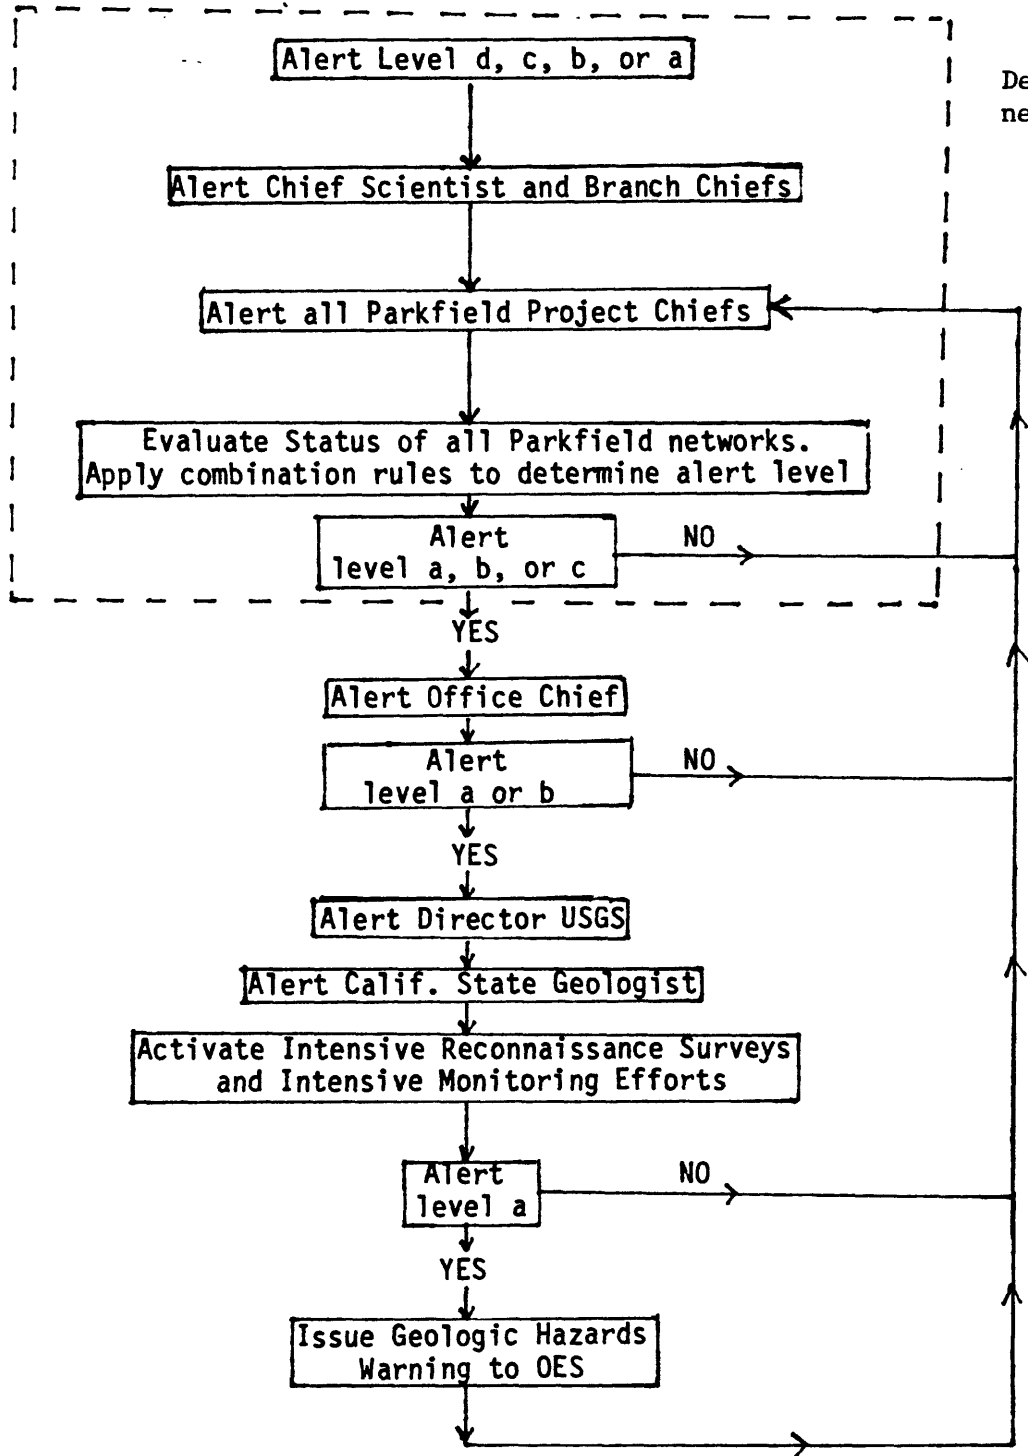 Alert Level d, c, b, or a
Alert Chief Scientist and Branch Chiefs
Alert all Parkfield Project Chiefs
Evaluate Status of all Parkfield networks.
Apply combination rules to determine alert level
Alert
level a, b, or c
NO
YES
Alert Office Chief
Alert
level a or b
NO
YES
Alert Director USGS
Alert Calif. State Geologist
Activate Intensive Reconnaissance Surveys
and Intensive Monitoring Efforts
Alert
level a
NO
YES
Issue Geologic Hazards
Warning to OES